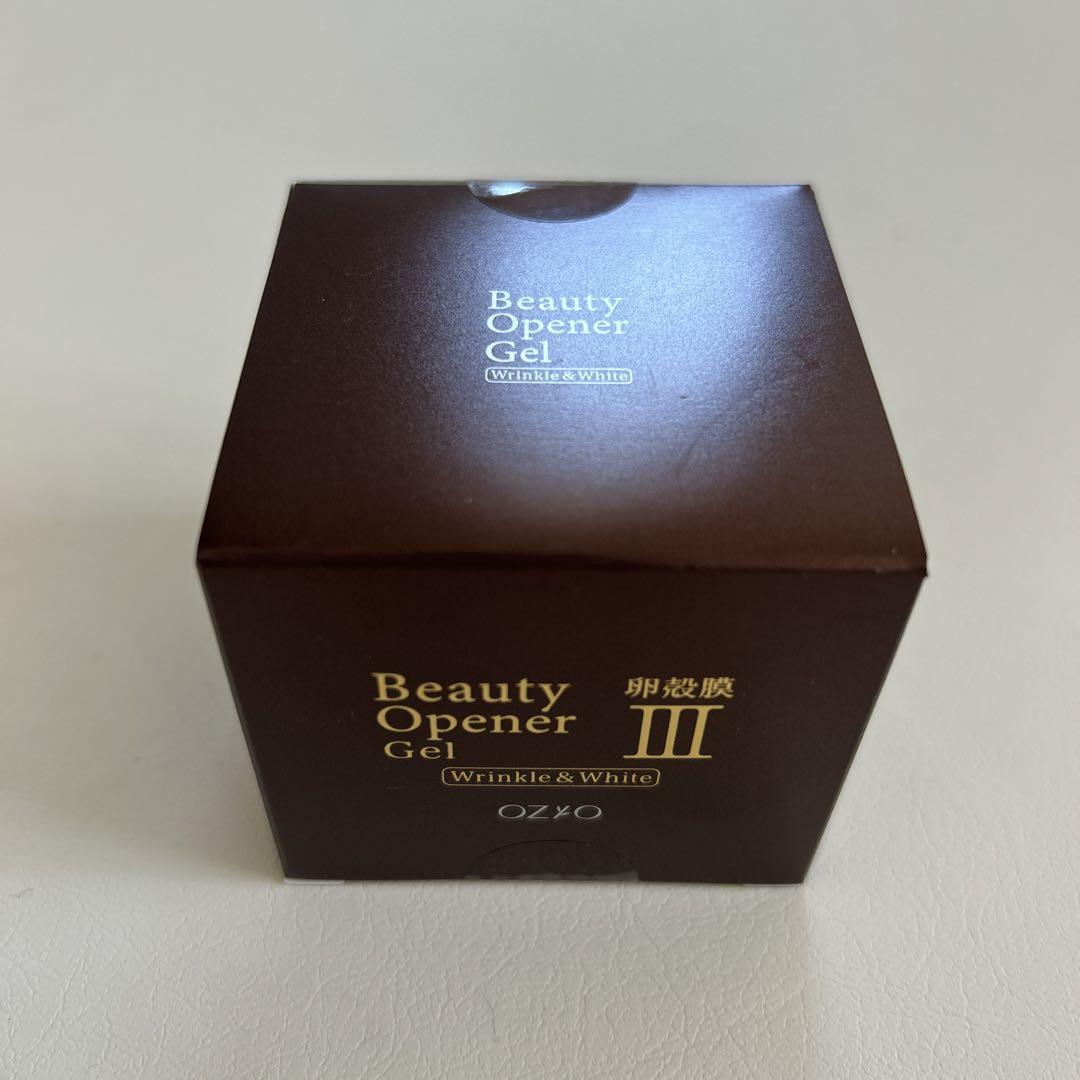 Beauty
Opener
Gel
Wrinkle & White
Beauty
Opener
Gel
卵殻膜
III
Wrinkle & White
OZIO